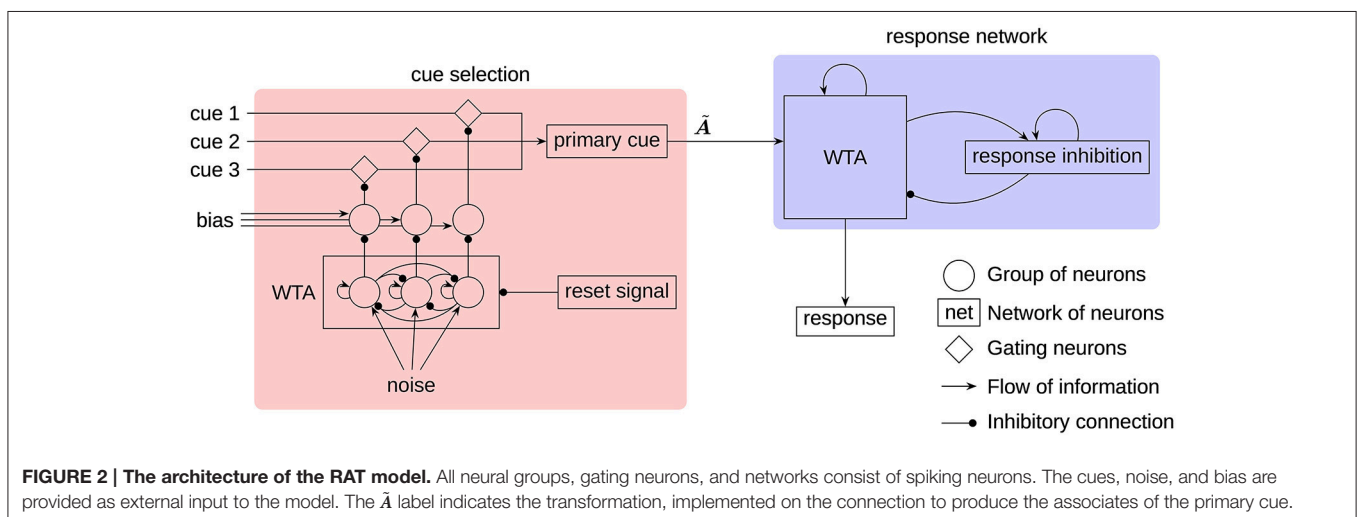 response network
cue selection
cue 1
cue 2
cue 3
bias
primary cue
Ã
WTA
response inhibition
WTA
reset signal
noise
response
Group of neurons
net Network of neurons
Gating neurons
Flow of information
Inhibitory connection
FIGURE 2 | The architecture of the RAT model. All neural groups, gating neurons, and networks consist of spiking neurons. The cues, noise, and bias are
provided as external input to the model. The Ã label indicates the transformation, implemented on the connection to produce the associates of the primary cue.